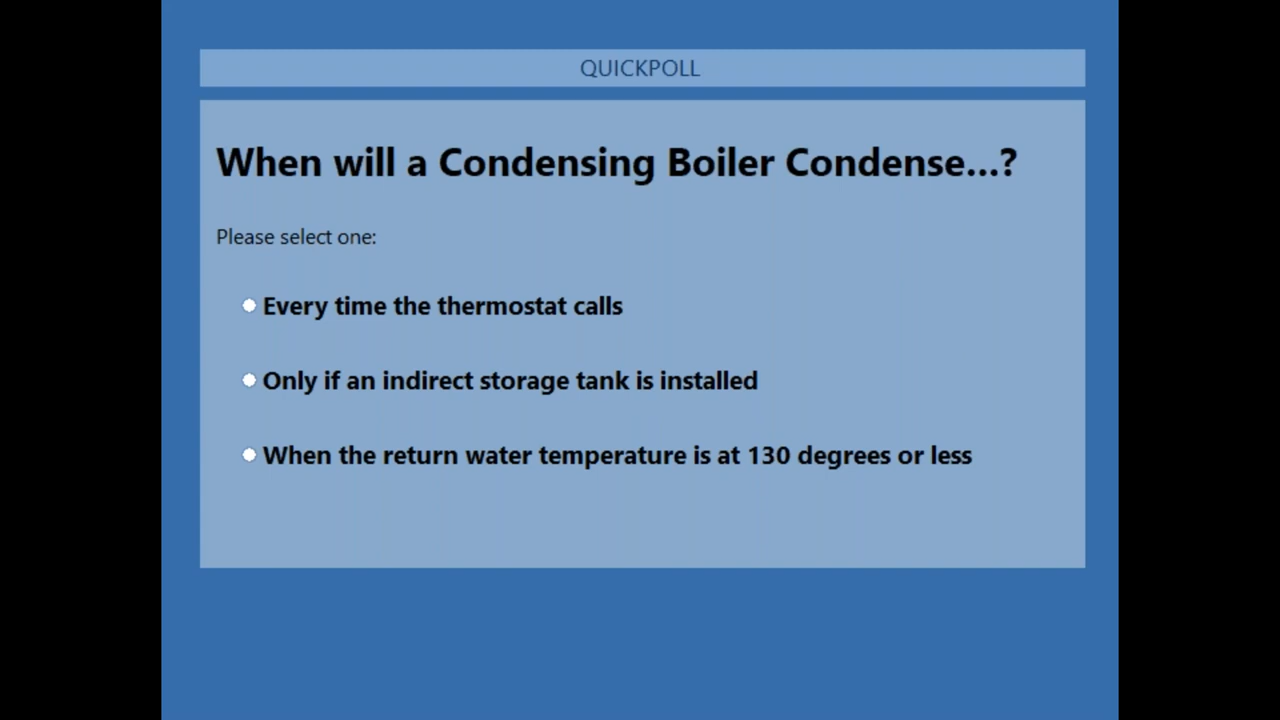 QUICKPOLL
When will a Condensing Boiler Condense...?
Please select one:
Every time the thermostat calls
Only if an indirect storage tank is installed
When the return water temperature is at 130 degrees or less